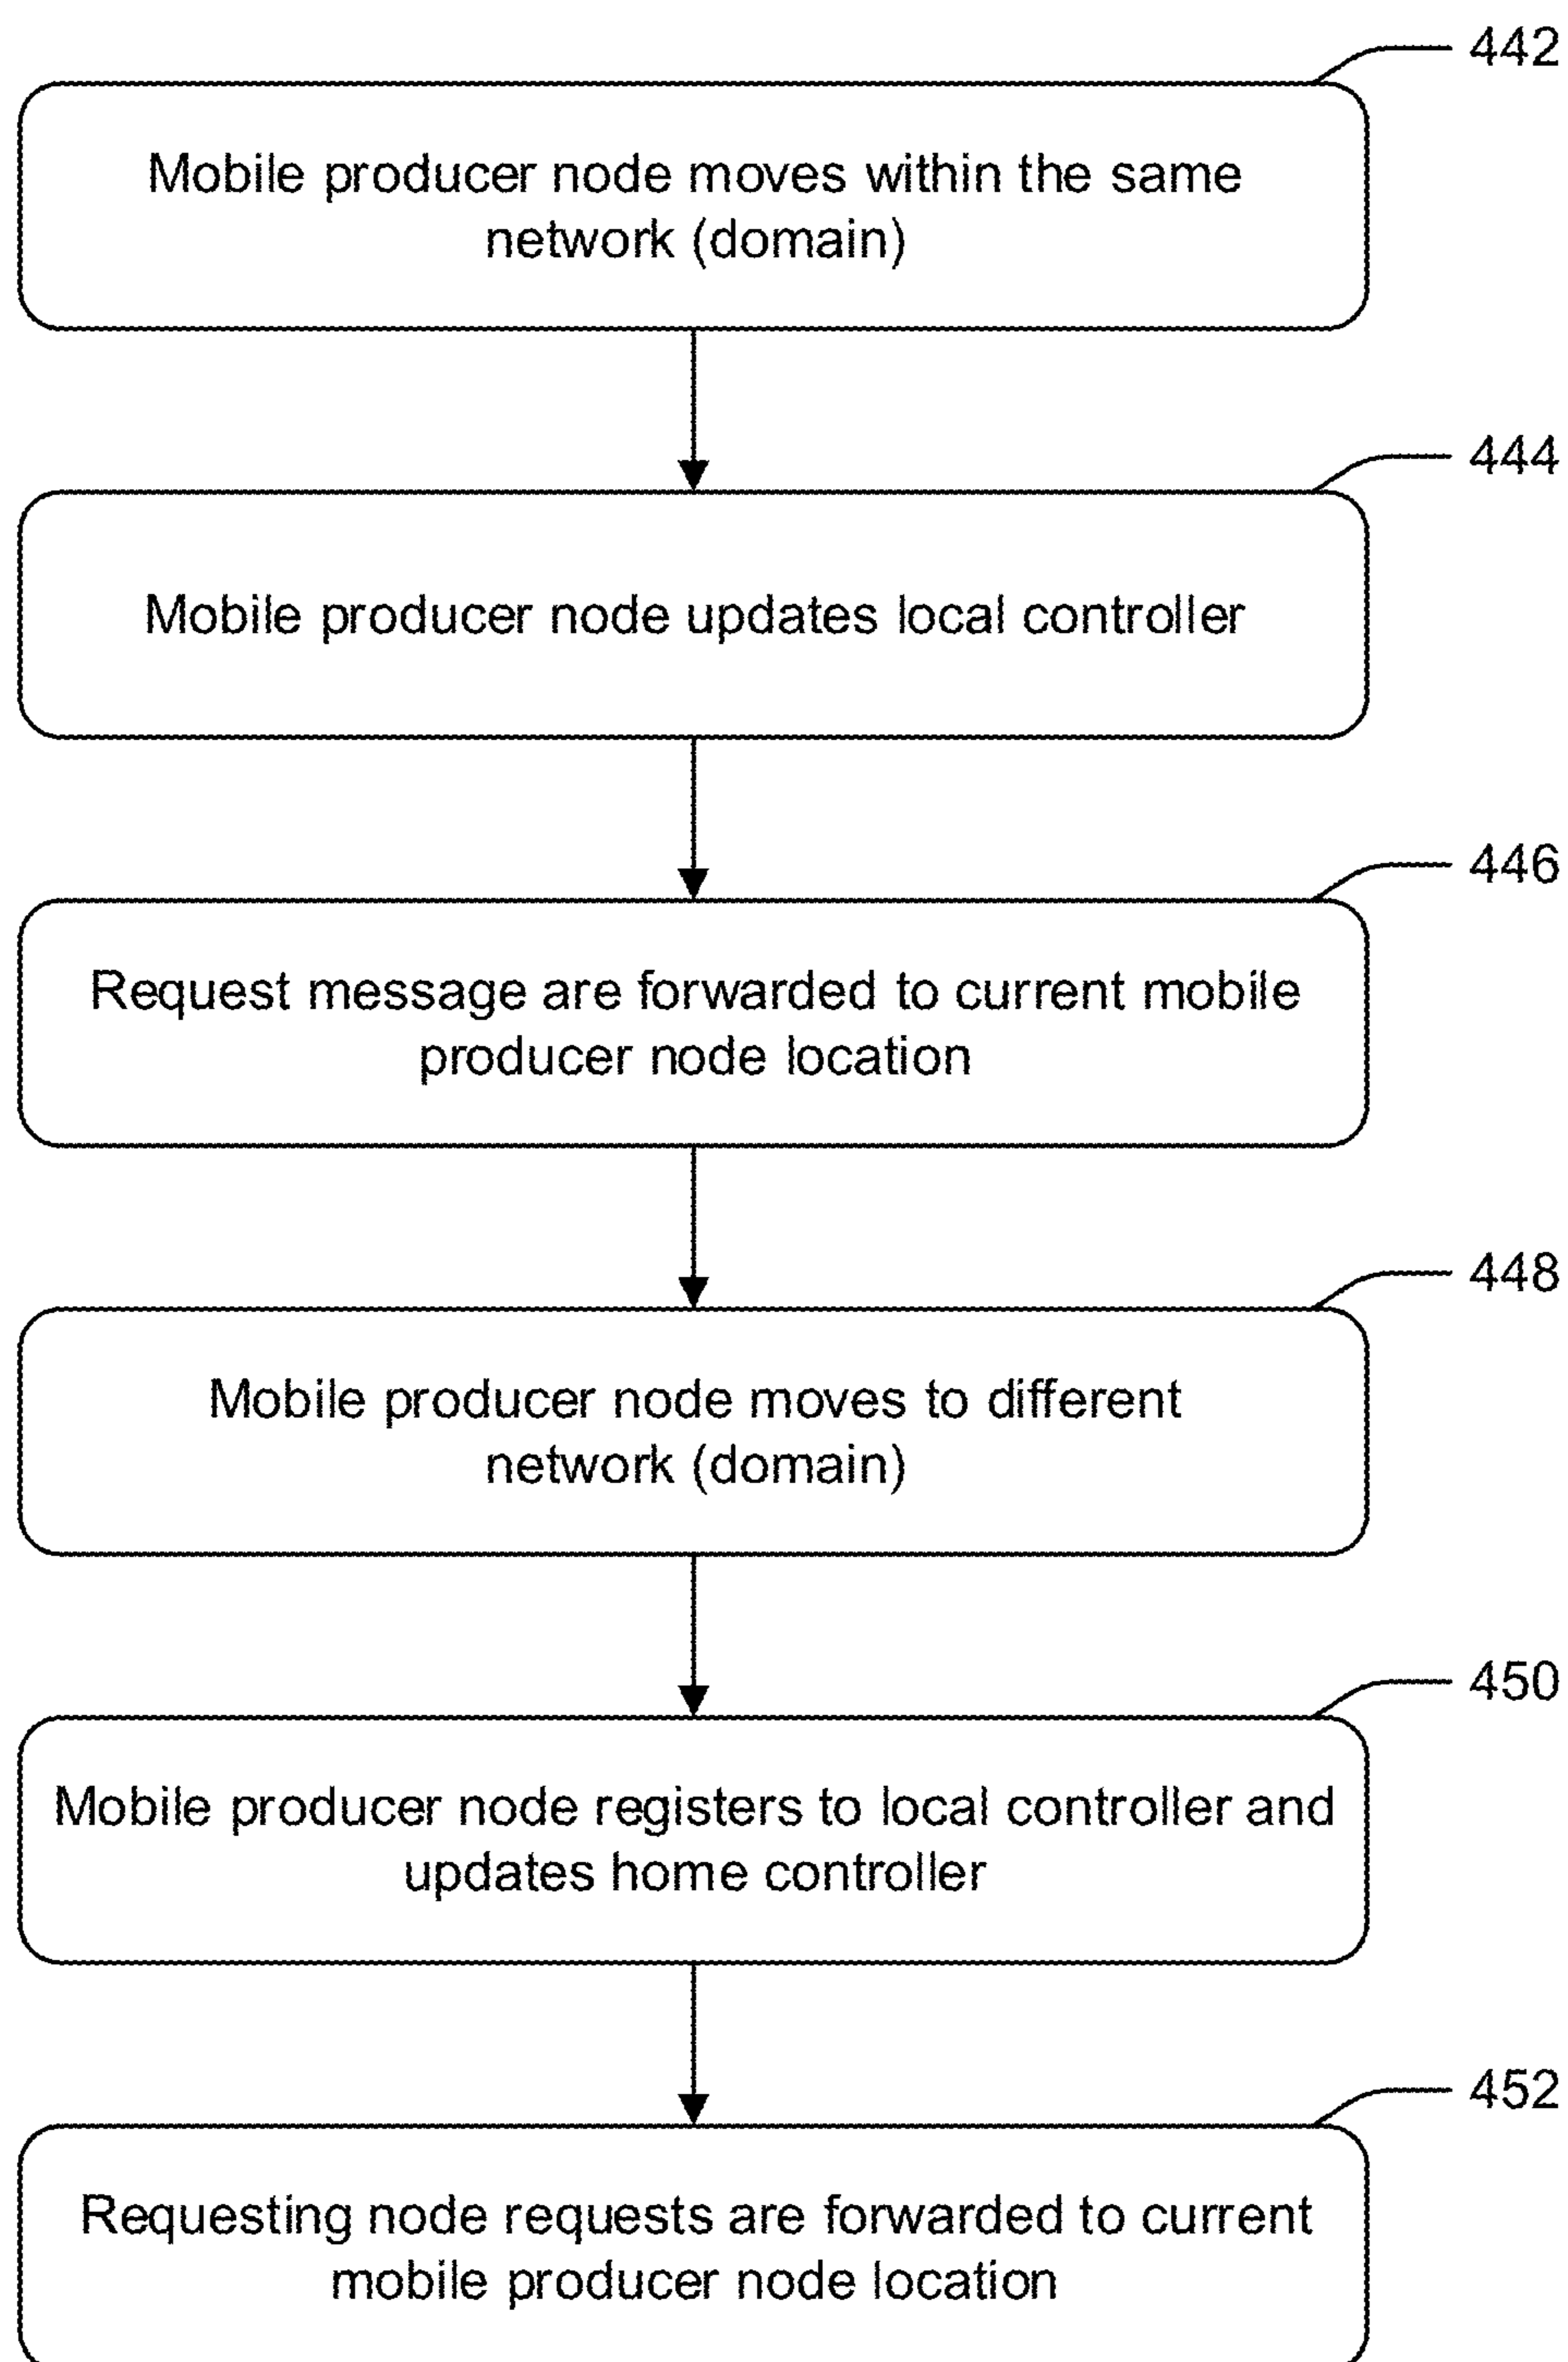 442
Mobile producer node moves within the same
network (domain)
444
Mobile producer node updates local controller
446
Request message are forwarded to current mobile
producer node location
448
Mobile producer node moves to different
network (domain)
450
Mobile producer node registers to local controller and
updates home controller
452
Requesting node requests are forwarded to current
mobile producer node location